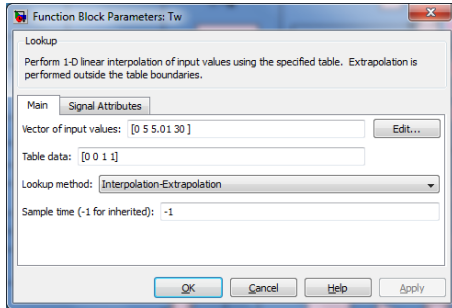 Function Block Parameters: Tw
Lookup
Perform 1-D linear interpolation of input values using the specified table. Extrapolation is
performed outside the table boundaries.
Main Signal Attributes
Vector of input values: [0 5 5.01 30 ] Edit...
Table data: [0 0 1 1]
Lookup method: Interpolation-Extrapolation
Sample time (-1 for inherited): -1
OK Cancel Help Apply